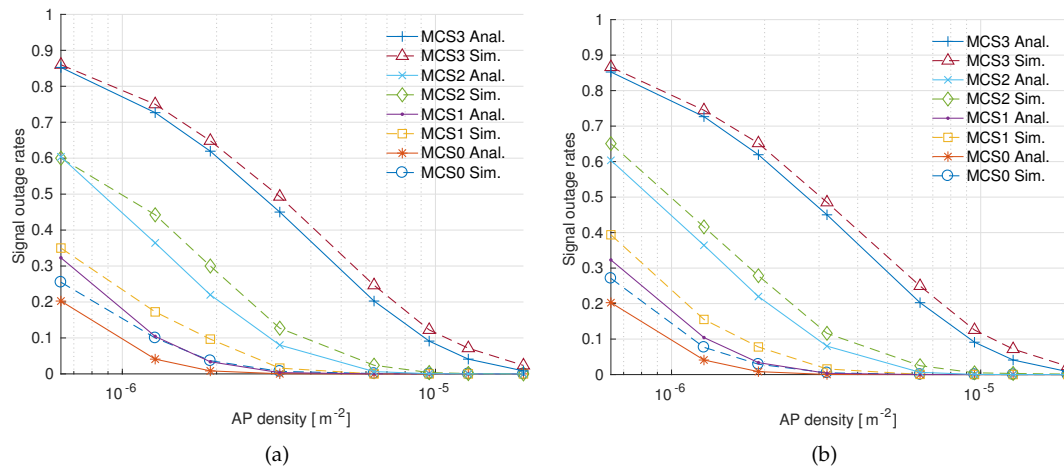 1
0.9
0.8
0.7
0.6
0.5
0.4
0.3
0.2
0.1
0
Signal outage rates
10-6
10-5
AP density [ m-2]
MCS3 Anal.
MCS3 Sim.
MCS2 Anal.
MCS2 Sim.
MCS1 Anal.
MCS1 Sim.
MCS0 Anal.
MCS0 Sim.
(a)
1
0.9
0.8
0.7
0.6
0.5
0.4
0.3
0.2
0.1
0
Signal outage rates
10-6
10-5
AP density [ m-2]
MCS3 Anal.
MCS3 Sim.
MCS2 Anal.
MCS2 Sim.
MCS1 Anal.
MCS1 Sim.
MCS0 Anal.
MCS0 Sim.
(b)